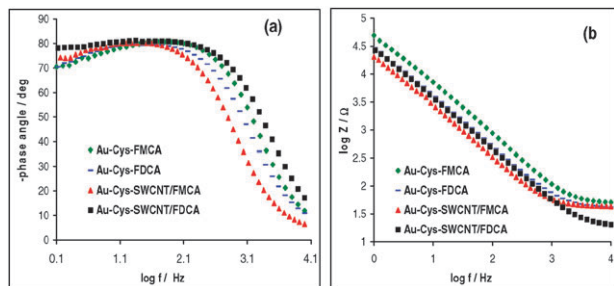 (a)
90
80
70
60
50
40
30
20
10
0
-phase angle / deg
Au-Cys-FMCA
Au-Cys-FDCA
Au-Cys-SWCNT/FMCA
Au-Cys-SWCNT/FDCA
0.1 1.1 2.1 3.1 4.1
log f / Hz
(b)
5
4.5
4
3.5
3
2.5
2
1.5
1
log Z / Ω
Au-Cys-FMCA
Au-Cys-FDCA
Au-Cys-SWCNT/FMCA
Au-Cys-SWCNT/FDCA
0 1 2 3 4
log f / Hz